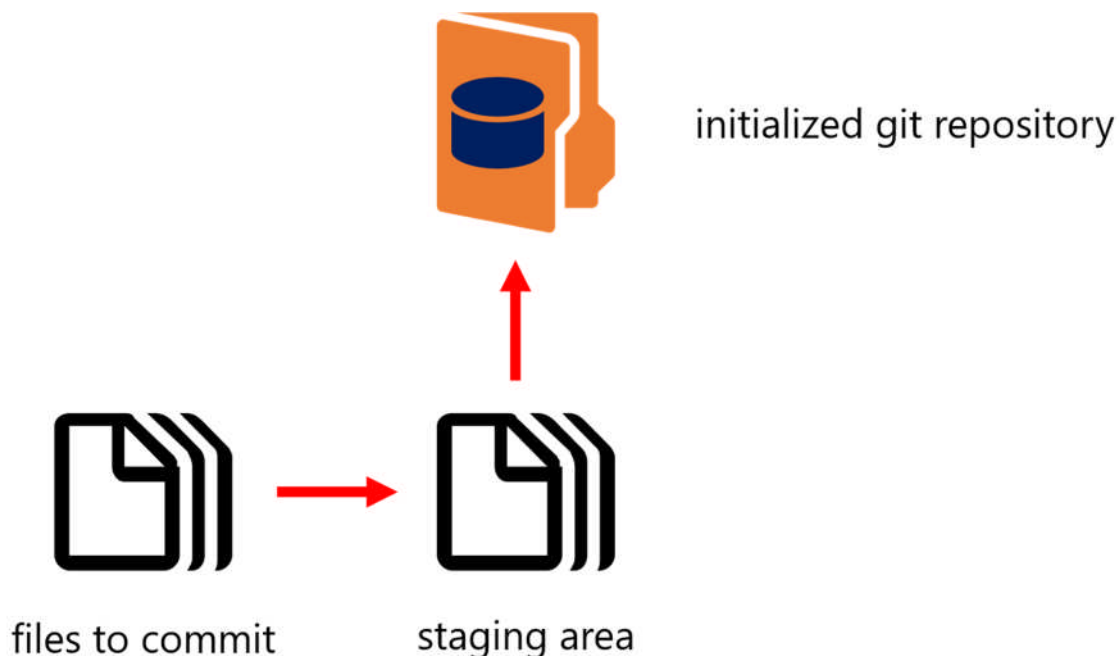 initialized git repository
files to commit
staging area